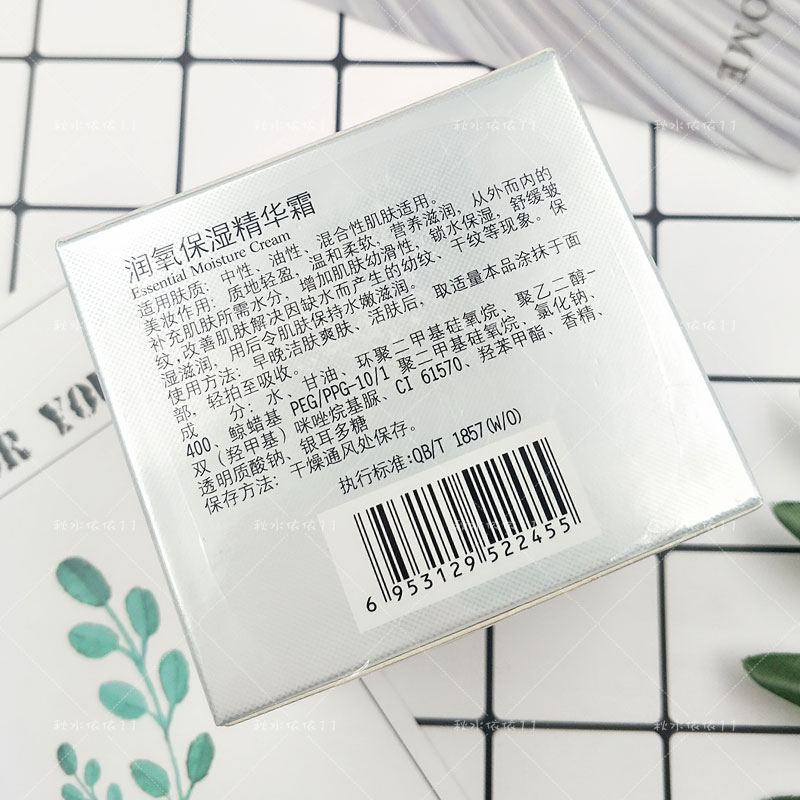 OME
润氧保湿精华霜
Essential Moisture Cream
适用肤质：中性、油性、混合性肌肤适用。
美妆作用：质地轻盈，温和柔软，营养滋润，从外而内的
补充肌肤所需水分，增加肌肤幼滑性，锁水保湿，舒缓皱
纹,改善肌肤解决因缺水而产生的幼纹、干纹等现象。保
湿滋润，用后令肌肤保持水嫩滋润。
使用方法：早晚洁肤爽肤、活肤后，取适量本品涂抹于面
部，轻拍至吸收。
成 分：水、甘油、环聚二甲基硅氧烷、聚乙二醇-
400、鲸蜡基 PEG/PPG-10/1 聚二甲基硅氧烷、氯化钠、
双（羟甲基）咪唑烷基脲、CI 61570、羟苯甲酯、香精、
透明质酸钠、银耳多糖
保存方法：干燥通风处保存。
执行标准:QB/T 1857(W/O)
6 953129 522455
OR YOU
秋水依依11